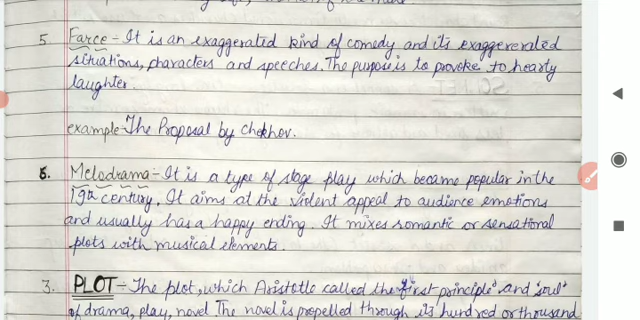 5. Farce - It is an exaggerated kind of comedy and its exaggererated
situations, characters and speeches. The purpose is to provoke to hearty
laughter.
example - The Proposal by Chekhov.
6. Melodrama - It is a type of stage play which became popular in the
19th century. It aims at the violent appeal to audience emotions
and usually has a happy ending. It mixes romantic or sensational
plots with musical elements.
3. PLOT - The plot, which Aristotle called the "first principle" and "soul"
of drama, play, novel The novel is propelled through its hundred or thousand